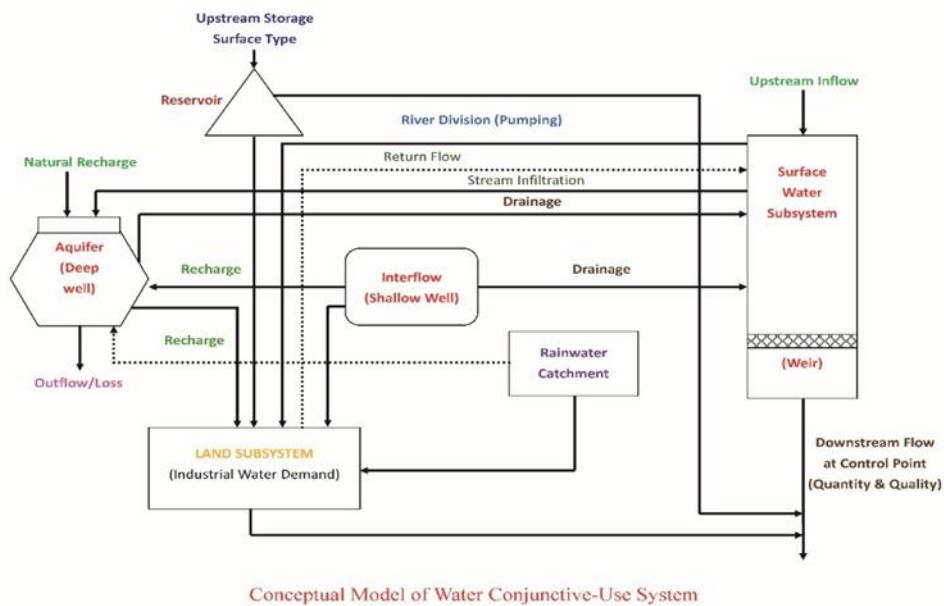 Upstream Storage
Surface Type
Reservoir
Upstream Inflow
River Division (Pumping)
Return Flow
Natural Recharge
Stream Infiltration
Surface
Water
Subsystem
Drainage
Aquifer
(Deep
well)
Recharge
Interflow
(Shallow Well)
Drainage
Recharge
Rainwater
Catchment
(Weir)
Outflow/Loss
LAND SUBSYSTEM
(Industrial Water Demand)
Downstream Flow
at Control Point
(Quantity & Quality)
Conceptual Model of Water Conjunctive-Use System